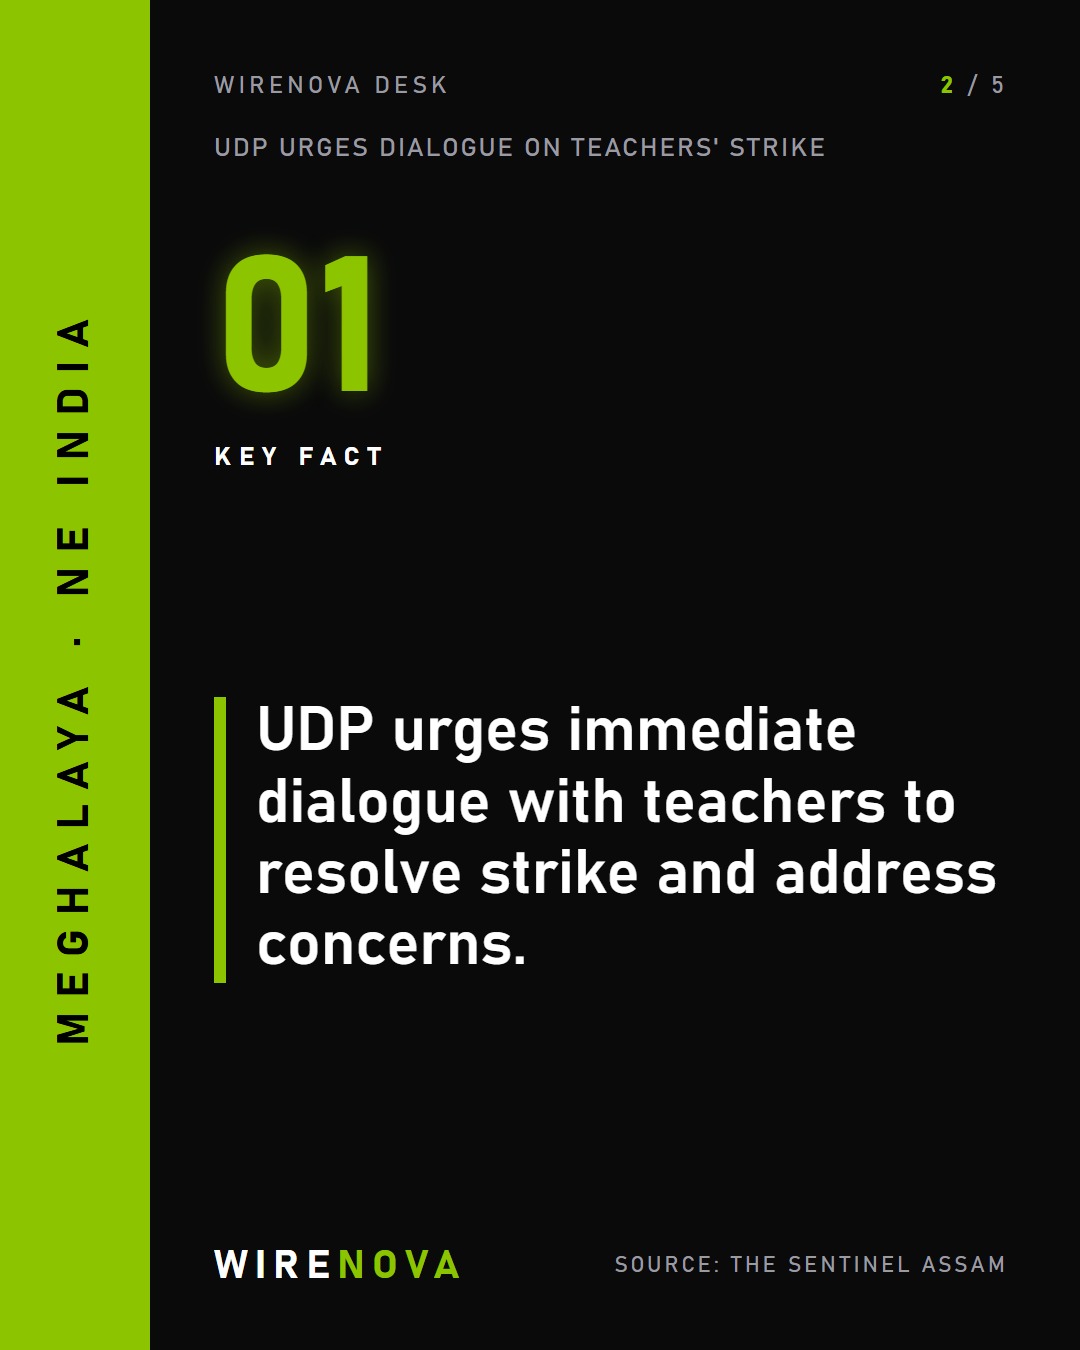 MEGHALAYA · NE INDIA
WIRENOVA DESK
2 / 5
UDP URGES DIALOGUE ON TEACHERS' STRIKE
01
KEY FACT
UDP urges immediate
dialogue with teachers to
resolve strike and address
concerns.
WIRENOVA
SOURCE: THE SENTINEL ASSAM